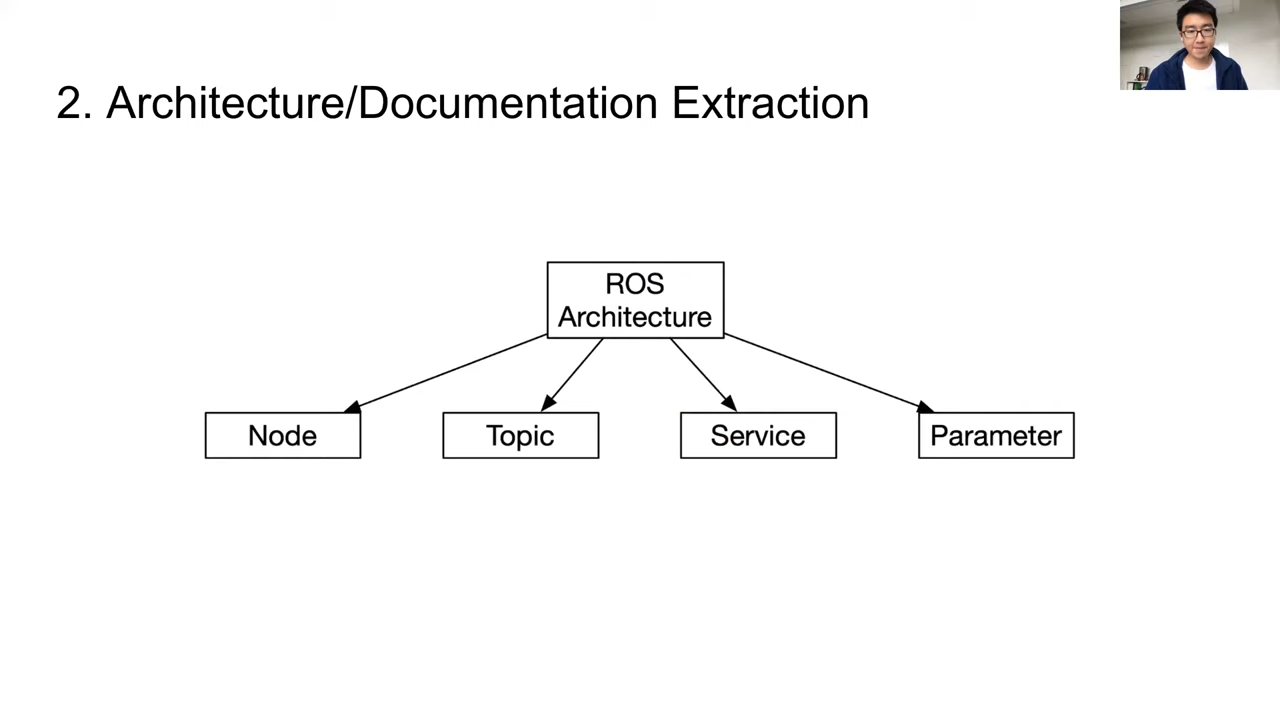 2. Architecture/Documentation Extraction
ROS
Architecture
Node
Topic
Service
Parameter